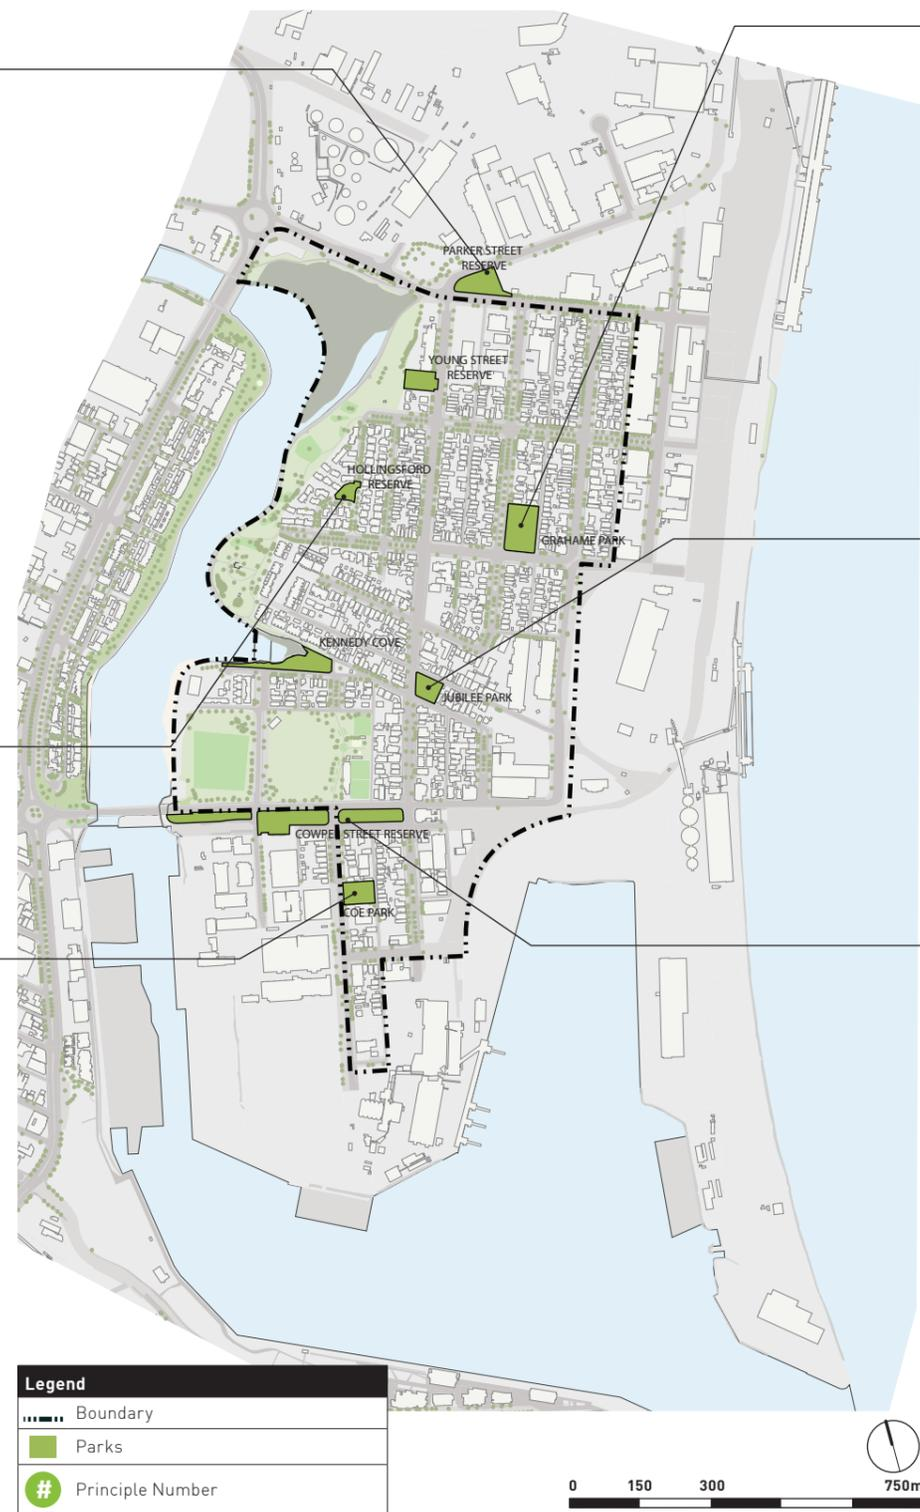 PARKER STREET
RESERVE
YOUNG STREET
RESERVE
HOLLINGSFORD
RESERVE
GRAHAME PARK
KENNEDY COVE
JUBILEE PARK
COWPER STREET RESERVE
COE PARK
Legend
Boundary
Parks
# Principle Number
0 150 300 750m